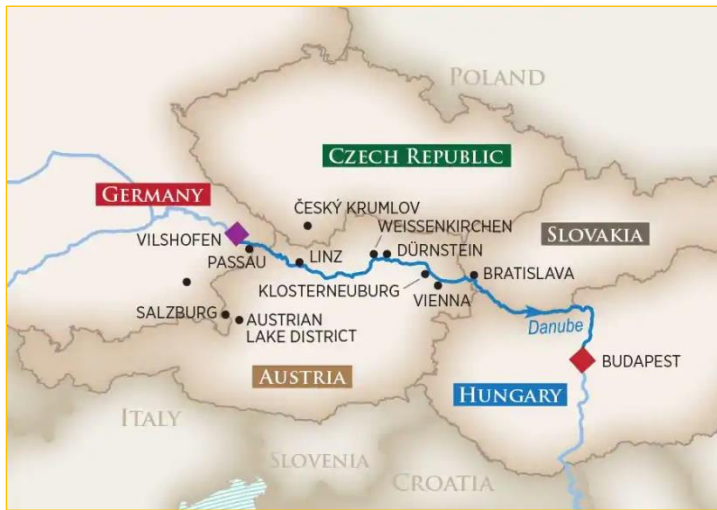 POLAND
CZECH REPUBLIC
GERMANY
ČESKÝ KRUMLOV
WEISSENKIRCHEN
VILSHOFEN
PASSAU
LINZ
DÜRNSTEIN
SLOVAKIA
KLOSTERNEUBURG
VIENNA
BRATISLAVA
SALZBURG
AUSTRIAN
LAKE DISTRICT
Danube
BUDAPEST
AUSTRIA
HUNGARY
ITALY
SLOVENIA
CROATIA